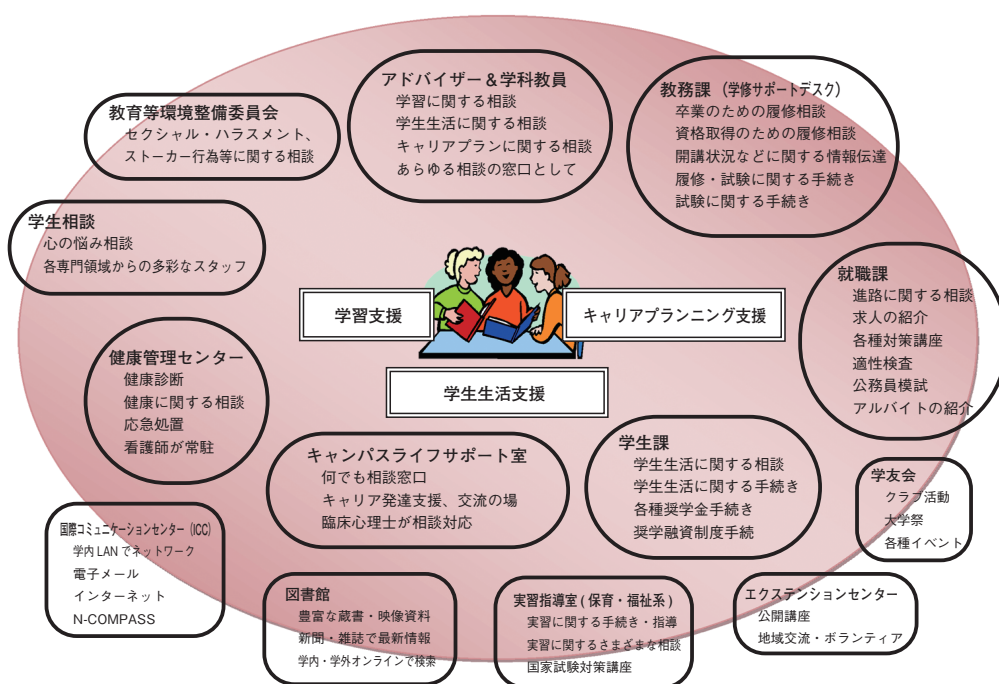 アドバイザー＆学科教員
学習に関する相談
学生生活に関する相談
キャリアプランに関する相談
あらゆる相談の窓口として
教務課 （学修サポートデスク）
卒業のための履修相談
資格取得のための履修相談
開講状況などに関する情報伝達
履修・試験に関する手続き
試験に関する手続き
教育等環境整備委員会
セクシャル・ハラスメント、
ストーカー行為等に関する相談
学生相談
心の悩み相談
各専門領域からの多彩なスタッフ
就職課
進路に関する相談
求人の紹介
各種対策講座
適性検査
公務員模試
アルバイトの紹介
学習支援
キャリアプランニング支援
学生生活支援
健康管理センター
健康診断
健康に関する相談
応急処置
看護師が常駐
キャンパスライフサポート室
何でも相談窓口
キャリア発達支援、交流の場
臨床心理士が相談対応
学生課
学生生活に関する相談
学生生活に関する手続き
各種奨学金手続き
奨学融資制度手続
学友会
クラブ活動
大学祭
各種イベント
国際コミュニケーションセンター (ICC)
学内 LAN でネットワーク
電子メール
インターネット
N-COMPASS
図書館
豊富な蔵書・映像資料
新聞・雑誌で最新情報
学内・学外オンラインで検索
実習指導室 ( 保育・福祉系 )
実習に関する手続き・指導
実習に関するさまざまな相談
国家試験対策講座
エクステンションセンター
公開講座
地域交流・ボランティア